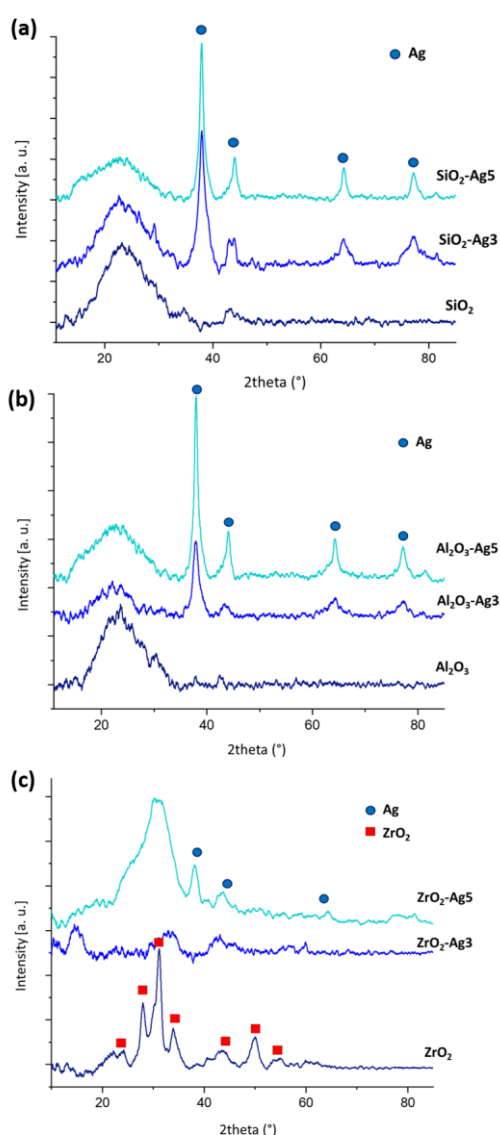 (a)
Ag
Intensity [a. u.]
SiO₂-Ag5
SiO₂-Ag3
SiO₂
20 40 60 80
2theta (°)
(b)
Ag
Intensity [a. u.]
Al₂O₃-Ag5
Al₂O₃-Ag3
Al₂O₃
20 40 60 80
2theta (°)
(c)
Ag
ZrO₂
Intensity [a. u.]
ZrO₂-Ag5
ZrO₂-Ag3
ZrO₂
20 40 60 80
2theta (°)